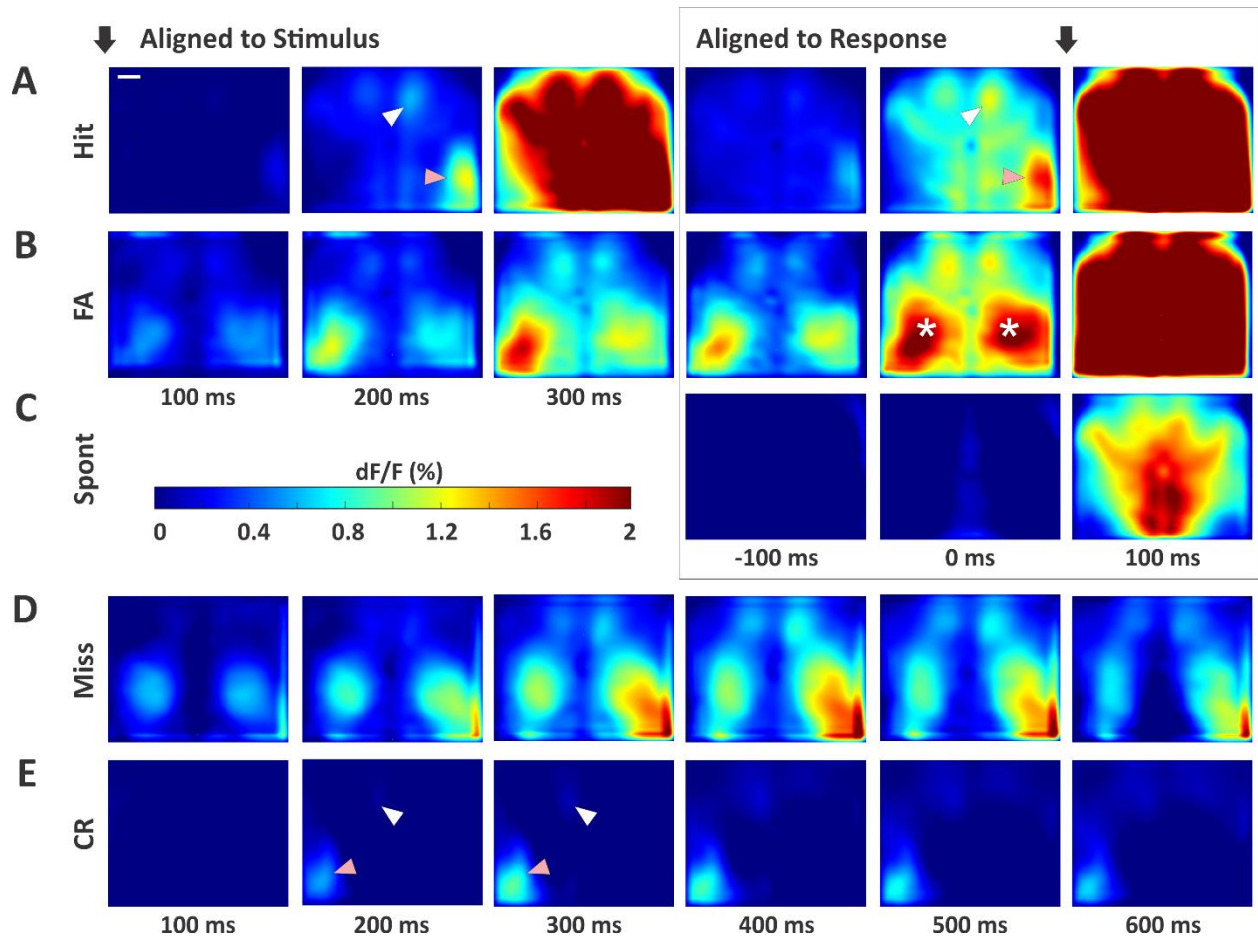 Aligned to Stimulus
Aligned to Response
A
Hit
B
FA
100 ms
200 ms
300 ms
C
Spont
dF/F (%)
0 0.4 0.8 1.2 1.6 2
-100 ms
0 ms
100 ms
*
*
D
Miss
E
CR
100 ms
200 ms
300 ms
400 ms
500 ms
600 ms